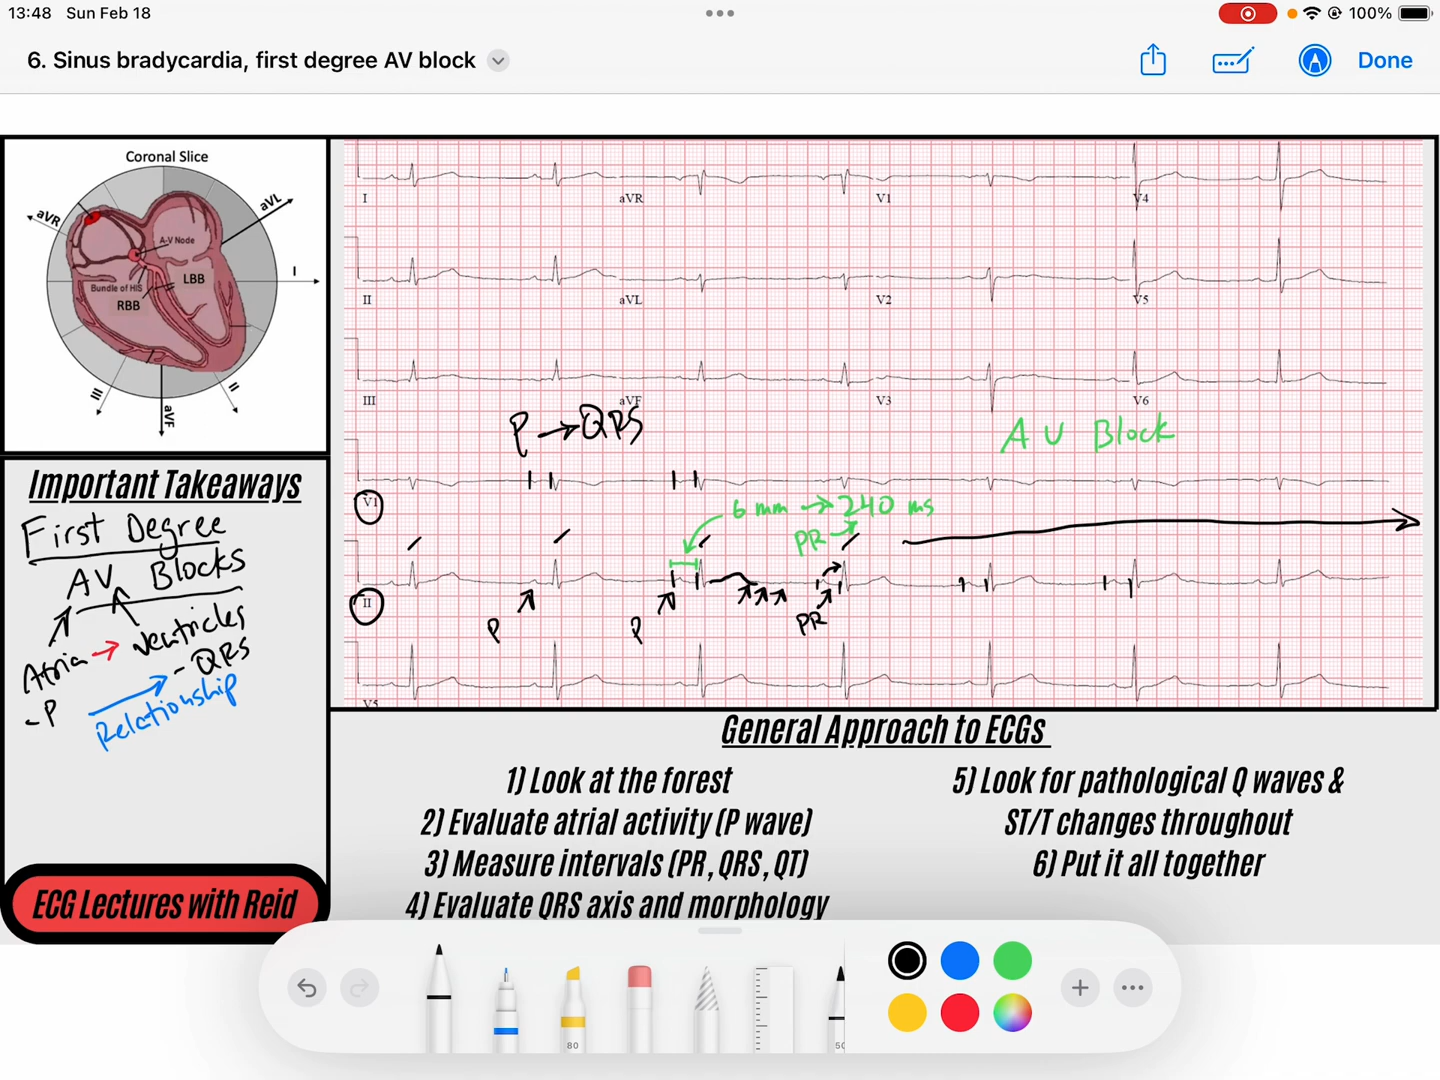 13:48 Sun Feb 18
100%
6. Sinus bradycardia, first degree AV block
Done
Coronal Slice
aVR
aVL
A-V Node
I
LBB
Bundle of HIS
RBB
III
aVF
II
Important Takeaways
First Degree
AV Blocks
Atria → Ventricles
- P
- QRS
Relationship
ECG Lectures with Reid
I
aVR
V1
V4
II
aVL
V2
V5
III
aVF
V3
V6
P → QRS
AV Block
V1
6 mm → 240 ms
PR
II
P
P
PR
V5
General Approach to ECGs
1) Look at the forest
2) Evaluate atrial activity (P wave)
3) Measure intervals (PR, QRS, QT)
4) Evaluate QRS axis and morphology
5) Look for pathological Q waves &
ST/T changes throughout
6) Put it all together
80
50